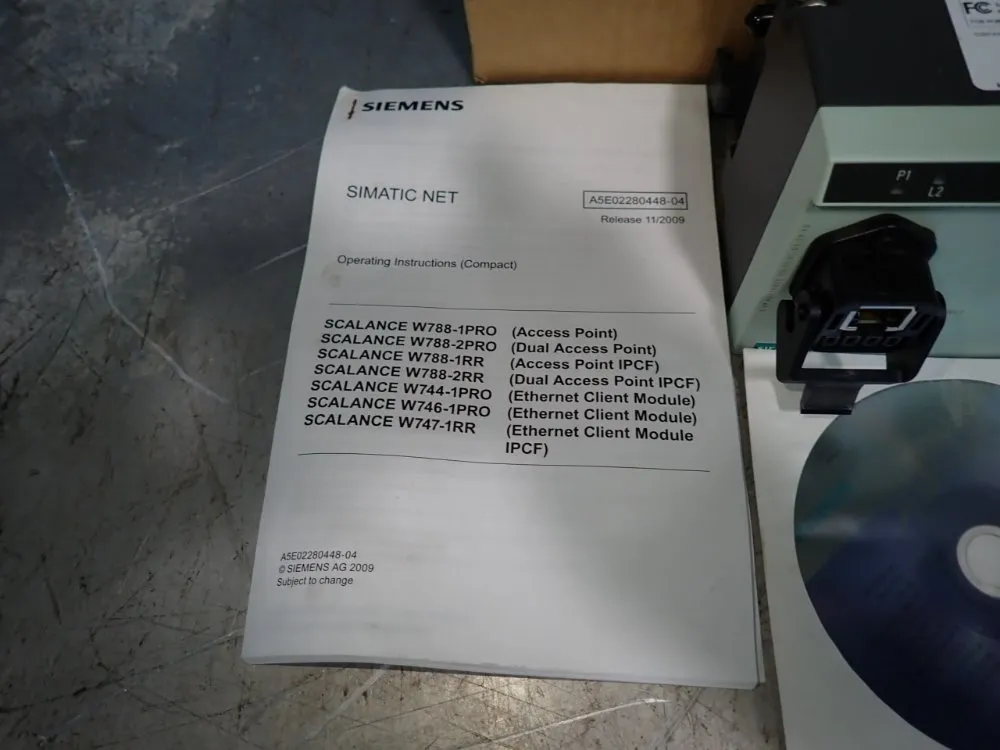 SIEMENS
SIMATIC NET
A5E02280448-04
Release 11/2009
Operating Instructions (Compact)
SCALANCE W788-1PRO (Access Point)
SCALANCE W788-2PRO (Dual Access Point)
SCALANCE W788-1RR (Access Point IPCF)
SCALANCE W788-2RR (Dual Access Point IPCF)
SCALANCE W744-1PRO (Ethernet Client Module)
SCALANCE W746-1PRO (Ethernet Client Module)
SCALANCE W747-1RR (Ethernet Client Module
IPCF)
A5E02280448-04
© SIEMENS AG 2009
Subject to change
FC
P1
L2